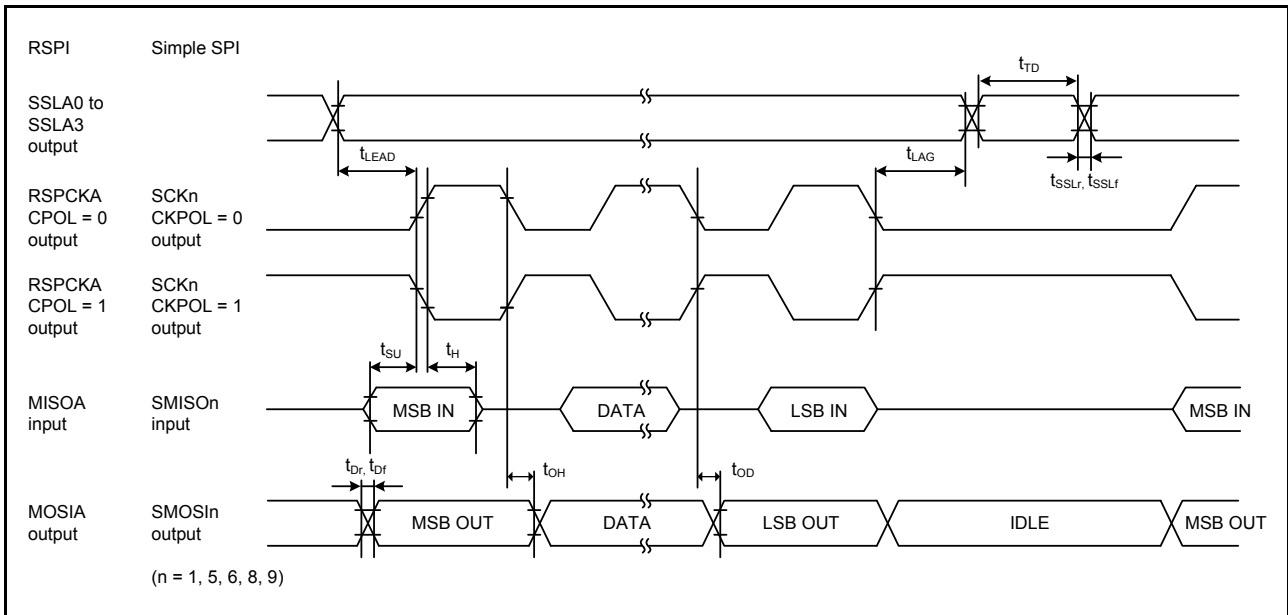 RSPI
Simple SPI
SSLA0 to
SSLA3
output
tTD
tLEAD
tLAG
tSSLr, tSSLf
RSPCKA
CPOL = 0
output
SCKn
CKPOL = 0
output
RSPCKA
CPOL = 1
output
SCKn
CKPOL = 1
output
tSU
tH
MISOA
input
SMISOn
input
MSB IN
DATA
LSB IN
MSB IN
tDr, tDf
tOH
tOD
MOSIA
output
SMOSIn
output
MSB OUT
DATA
LSB OUT
IDLE
MSB OUT
(n = 1, 5, 6, 8, 9)